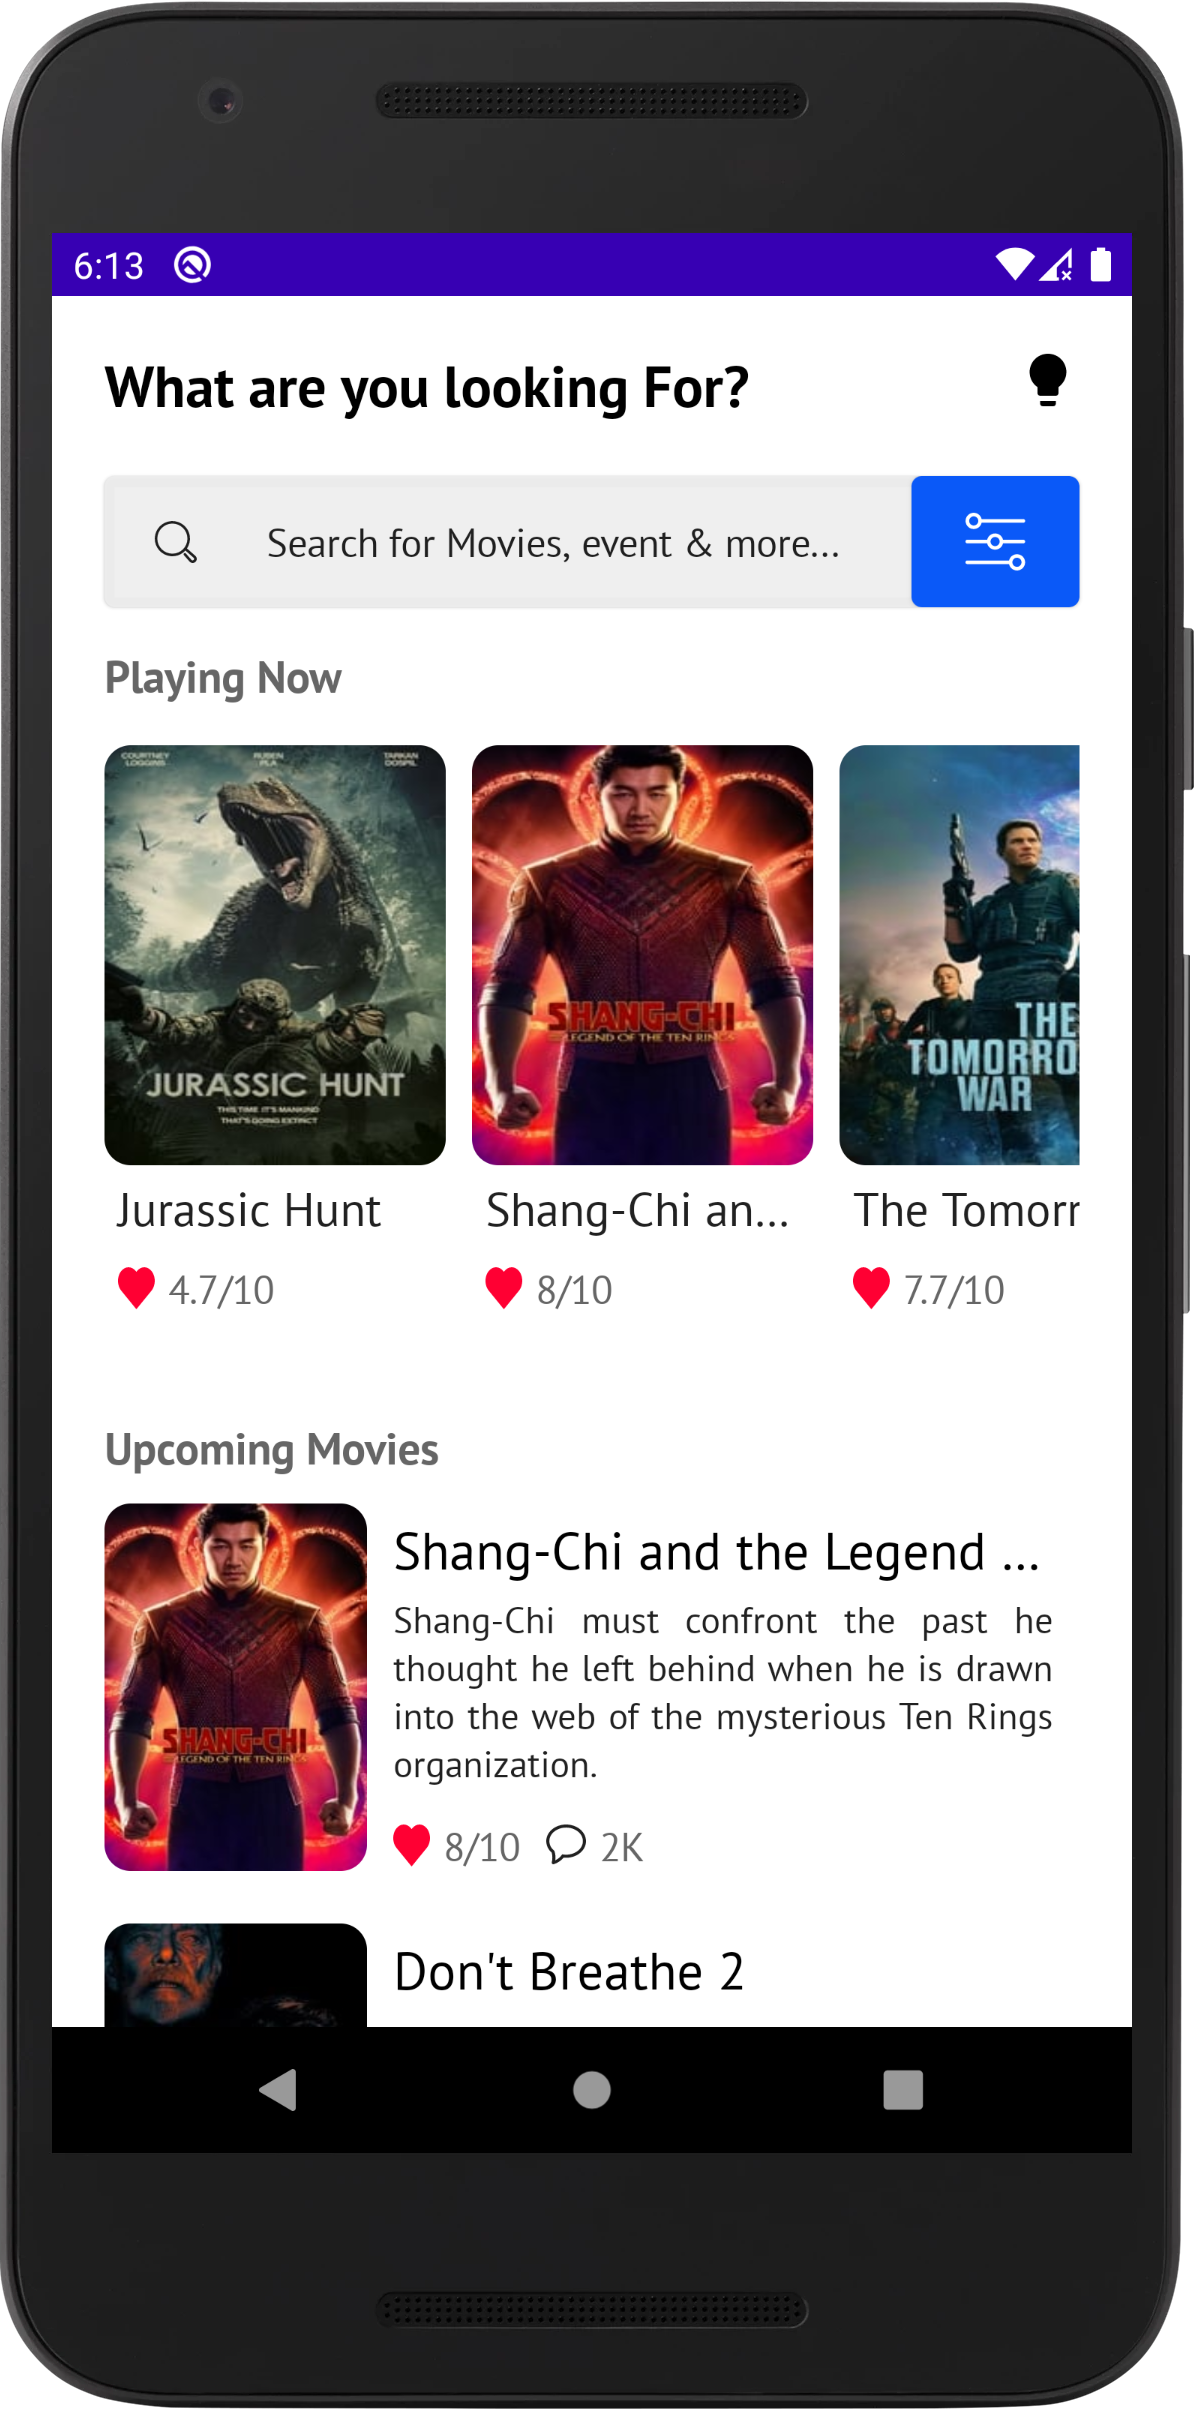 6:13
What are you looking For?
Search for Movies, event & more...
Playing Now
COURTNEY LOGGINS
RUBEN PLA
TARKAN DOSPIL
JURASSIC HUNT
THIS TIME IT'S MANKIND
THAT'S GOING EXTINCT
SHANG-CHI
LEGEND OF THE TEN RINGS
THE
TOMORRO
WAR
Jurassic Hunt
Shang-Chi an...
The Tomorr
4.7/10
8/10
7.7/10
Upcoming Movies
SHANG-CHI
LEGEND OF THE TEN RINGS
Shang-Chi and the Legend ...
Shang-Chi must confront the past he
thought he left behind when he is drawn
into the web of the mysterious Ten Rings
organization.
8/10
2K
Don't Breathe 2